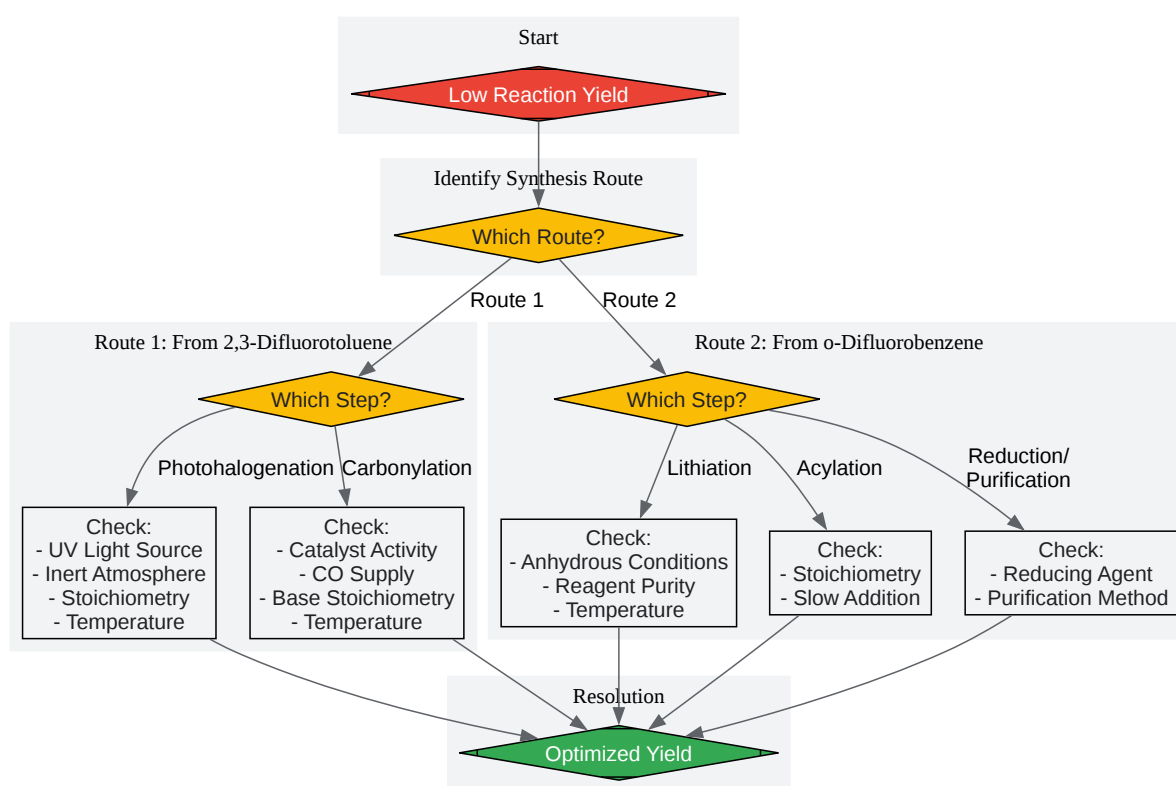 Start
Low Reaction Yield
Identify Synthesis Route
Which Route?
Route 1
Route 2
Route 1: From 2,3-Difluorotoluene
Which Step?
Photohalogenation
Carbonylation
Check:
- UV Light Source
- Inert Atmosphere
- Stoichiometry
- Temperature
Check:
- Catalyst Activity
- CO Supply
- Base Stoichiometry
- Temperature
Route 2: From o-Difluorobenzene
Which Step?
Lithiation
Acylation
Reduction/
Purification
Check:
- Anhydrous Conditions
- Reagent Purity
- Temperature
Check:
- Stoichiometry
- Slow Addition
Check:
- Reducing Agent
- Purification Method
Resolution
Optimized Yield